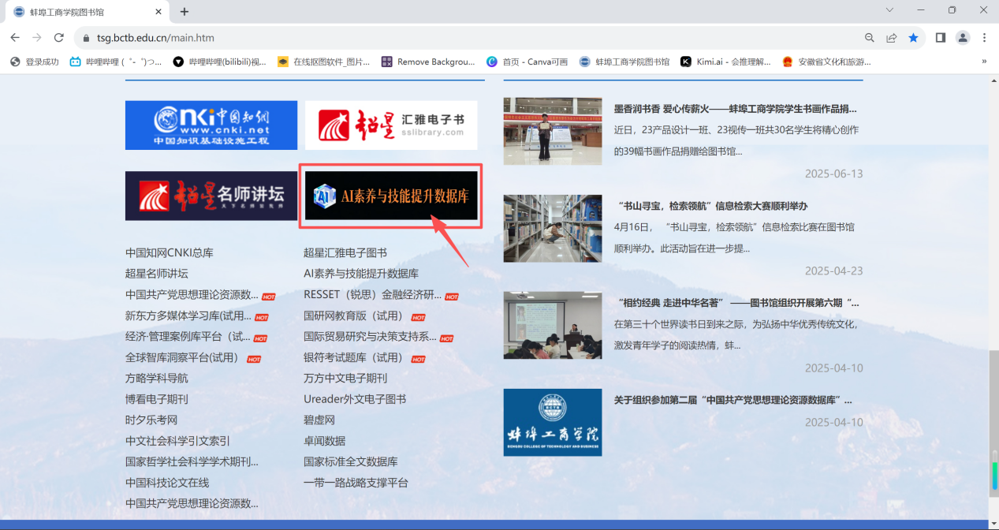 蚌埠工商学院图书馆
tsg.bctb.edu.cn/main.htm
登录成功
哔哩哔哩 (゜-゜)つ...
哔哩哔哩(bilibili)视...
在线抠图软件_图片...
Remove Backgrou...
首页 - Canva可画
蚌埠工商学院图书馆
Kimi.ai - 会推理解...
安徽省文化和旅游...
»
cnki中国知网
www.cnki.net
中国知识基础设施工程
超星 汇雅电子书
sslibrary.com
超星名师讲坛
天下名师百家师
AI AI素养与技能提升数据库
中国知网CNKI总库
超星汇雅电子图书
超星名师讲坛
AI素养与技能提升数据库
中国共产党思想理论资源数... HOT
RESSET（锐思）金融经济研... HOT
新东方多媒体学习库(试用... HOT
国研网教育版（试用） HOT
经济·管理案例库平台（试... HOT
国际贸易研究与决策支持系... HOT
全球智库洞察平台(试用） HOT
银符考试题库（试用） HOT
方略学科导航
万方中文电子期刊
博看电子期刊
Ureader外文电子图书
时夕乐考网
碧虚网
中文社会科学引文索引
卓闻数据
国家哲学社会科学学术期刊...
国家标准全文数据库
中国科技论文在线
一带一路战略支撑平台
中国共产党思想理论资源数...
墨香润书香 爱心传薪火——蚌埠工商学院学生书画作品捐...
近日，23产品设计一班、23视传一班共30名学生将精心创作
的39幅书画作品捐赠给图书馆...
2025-06-13
“书山寻宝，检索领航”信息检索大赛顺利举办
4月16日， “书山寻宝，检索领航”信息检索比赛在图书馆
顺利举办。此活动旨在进一步提...
2025-04-23
“相约经典 走进中华名著” ——图书馆组织开展第六期“...
在第三十个世界读书日到来之际，为弘扬中华优秀传统文化，
激发青年学子的阅读热情，蚌...
2025-04-10
关于组织参加第二届“中国共产党思想理论资源数据库”...
2025-04-10
蚌埠工商学院
BENGBU COLLEGE OF TECHNOLOGY AND BUSINESS